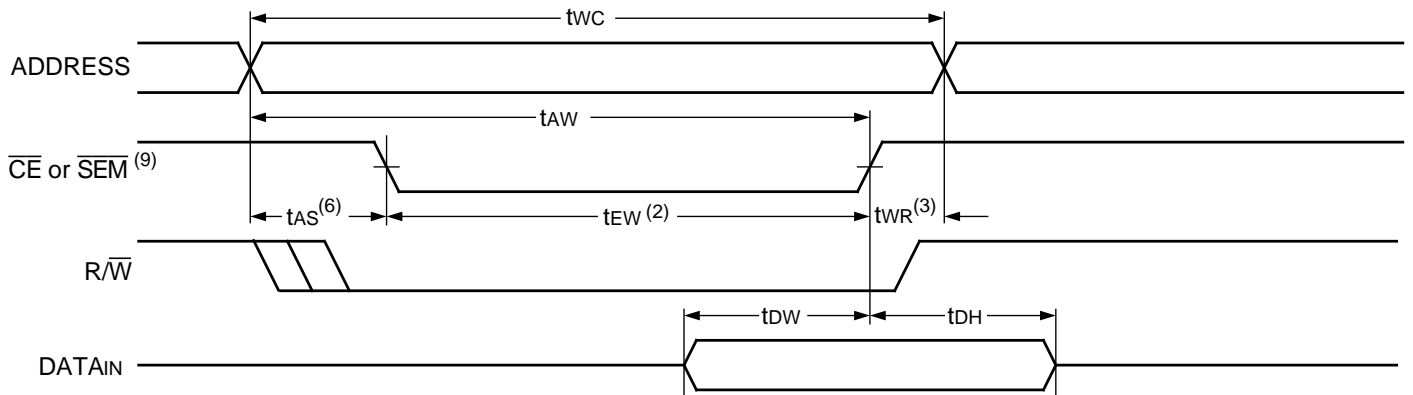 tWC
ADDRESS
tAW
CE or SEM (9)
tAS(6) tEW (2) tWR(3)
R/W
tDW tDH
DATAIN